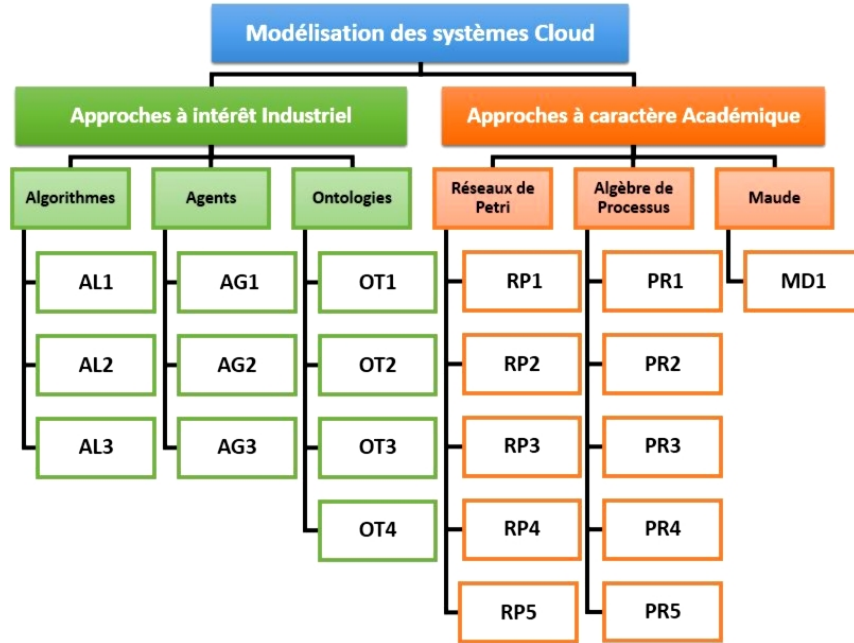 Modélisation des systèmes Cloud
Approches à intérêt Industriel
Approches à caractère Académique
Algorithmes
Agents
Ontologies
Réseaux de
Petri
Algèbre de
Processus
Maude
AL1
AG1
OT1
RP1
PR1
MD1
AL2
AG2
OT2
RP2
PR2
AL3
AG3
OT3
RP3
PR3
OT4
RP4
PR4
RP5
PR5